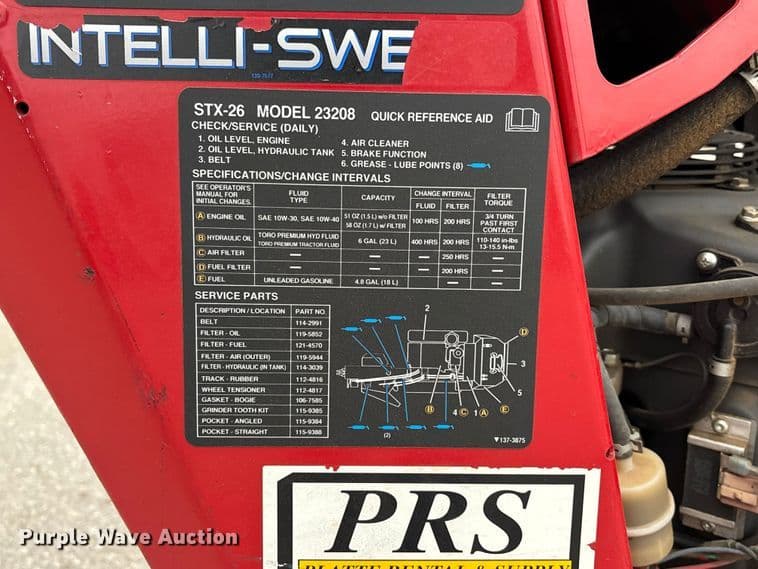 INTELLI-SWE
STX-26 MODEL 23208 QUICK REFERENCE AID
CHECK/SERVICE (DAILY)
1. OIL LEVEL, ENGINE 4. AIR CLEANER
2. OIL LEVEL, HYDRAULIC TANK 5. BRAKE FUNCTION
3. BELT 6. GREASE - LUBE POINTS (8)
SPECIFICATIONS/CHANGE INTERVALS
SEE OPERATOR'S MANUAL FOR INITIAL CHANGES. FLUID TYPE CAPACITY CHANGE INTERVAL FILTER TORQUE
FLUID FILTER
A ENGINE OIL SAE 10W-30, SAE 10W-40 51 OZ (1.5 L) w/o FILTER 58 OZ (1.7 L) w/ FILTER 100 HRS 200 HRS 3/4 TURN PAST FIRST CONTACT
B HYDRAULIC OIL TORO PREMIUM HYD FLUID TORO PREMIUM TRACTOR FLUID 6 GAL (23 L) 400 HRS 200 HRS 110-140 in-lbs 13-15.5 N-m
C AIR FILTER — — — 250 HRS —
D FUEL FILTER — — — 200 HRS —
E FUEL UNLEADED GASOLINE 4.8 GAL (18 L) — — —
SERVICE PARTS
DESCRIPTION / LOCATION PART NO.
BELT 114-2991
FILTER - OIL 119-5852
FILTER - FUEL 121-4570
FILTER - AIR (OUTER) 119-5944
FILTER - HYDRAULIC (IN TANK) 114-3039
TRACK - RUBBER 112-4816
WHEEL TENSIONER 112-4817
GASKET - BOGIE 106-7585
GRINDER TOOTH KIT 115-9385
POCKET - ANGLED 115-9384
POCKET - STRAIGHT 115-9388
2
D
3
5
B 4 C 1 A E
(2)
▼137-3875
PRS
PLATTE RENTAL & SUPPLY
Purple Wave Auction